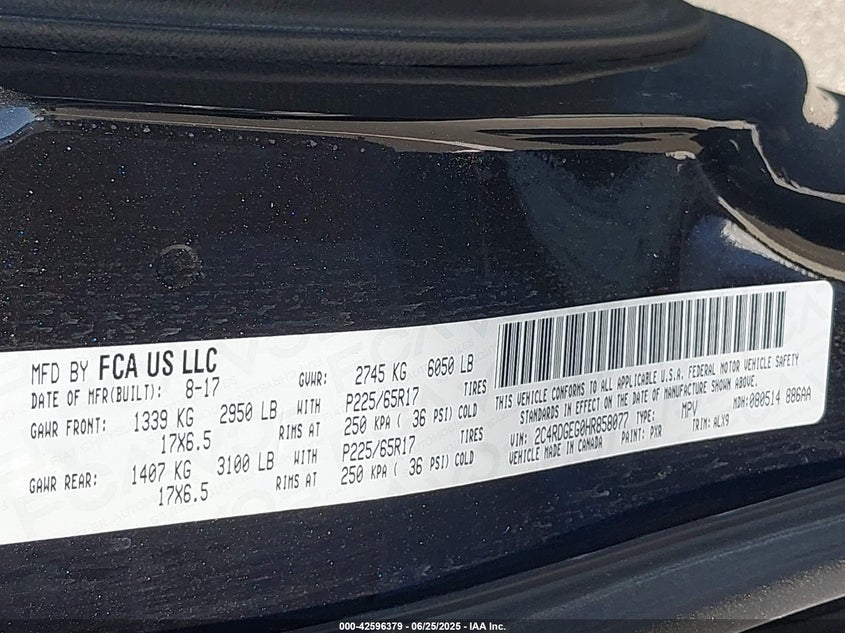 MFD BY FCA US LLC
DATE OF MFR(BUILT): 8-17 GVWR: 2745 KG 6050 LB
GAWR FRONT: 1339 KG 2950 LB WITH P225/65R17 TIRES
17X6.5 RIMS AT 250 KPA ( 36 PSI) COLD
GAWR REAR: 1407 KG 3100 LB WITH P225/65R17 TIRES
17X6.5 RIMS AT 250 KPA ( 36 PSI) COLD
THIS VEHICLE CONFORMS TO ALL APPLICABLE U.S.A. FEDERAL MOTOR VEHICLE SAFETY
STANDARDS IN EFFECT ON THE DATE OF MANUFACTURE SHOWN ABOVE.
VIN: 2C4RDGEG0HR858077 TYPE: MPV MDH:080514 886AA
VEHICLE MADE IN CANADA PAINT: PXR TRIM: ALX9
000-42596379 | 06/25/2025 - IAA Inc.